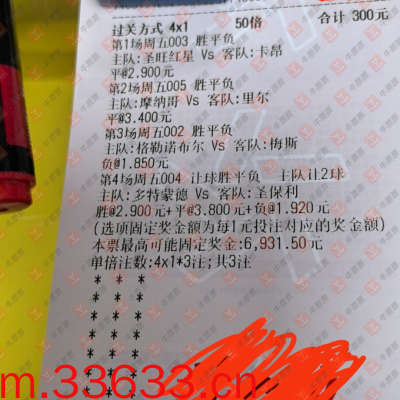 过关方式 4x1 50倍 合计 300元
第1场周五003 胜平负
主队:圣旺红星 Vs 客队:卡昂
平@2.900元
第2场周五005 胜平负
主队:摩纳哥 Vs 客队:里尔
平@3.400元
第3场周五002 胜平负
主队:格勒诺布尔 Vs 客队:梅斯
负@1.850元
第4场周五004 让球胜平负 主队让2球
主队:多特蒙德 Vs 客队:圣保利
胜@2.900元+平@3.800元+负@1.920元
(选项固定奖金额为每1元投注对应的奖金额)
本票最高可能固定奖金:6,931.50元
单倍注数:4x1*3注;共3注
* * *
* * *
* * *
* * *
* * *
* * *
* * *
m.33633.cn